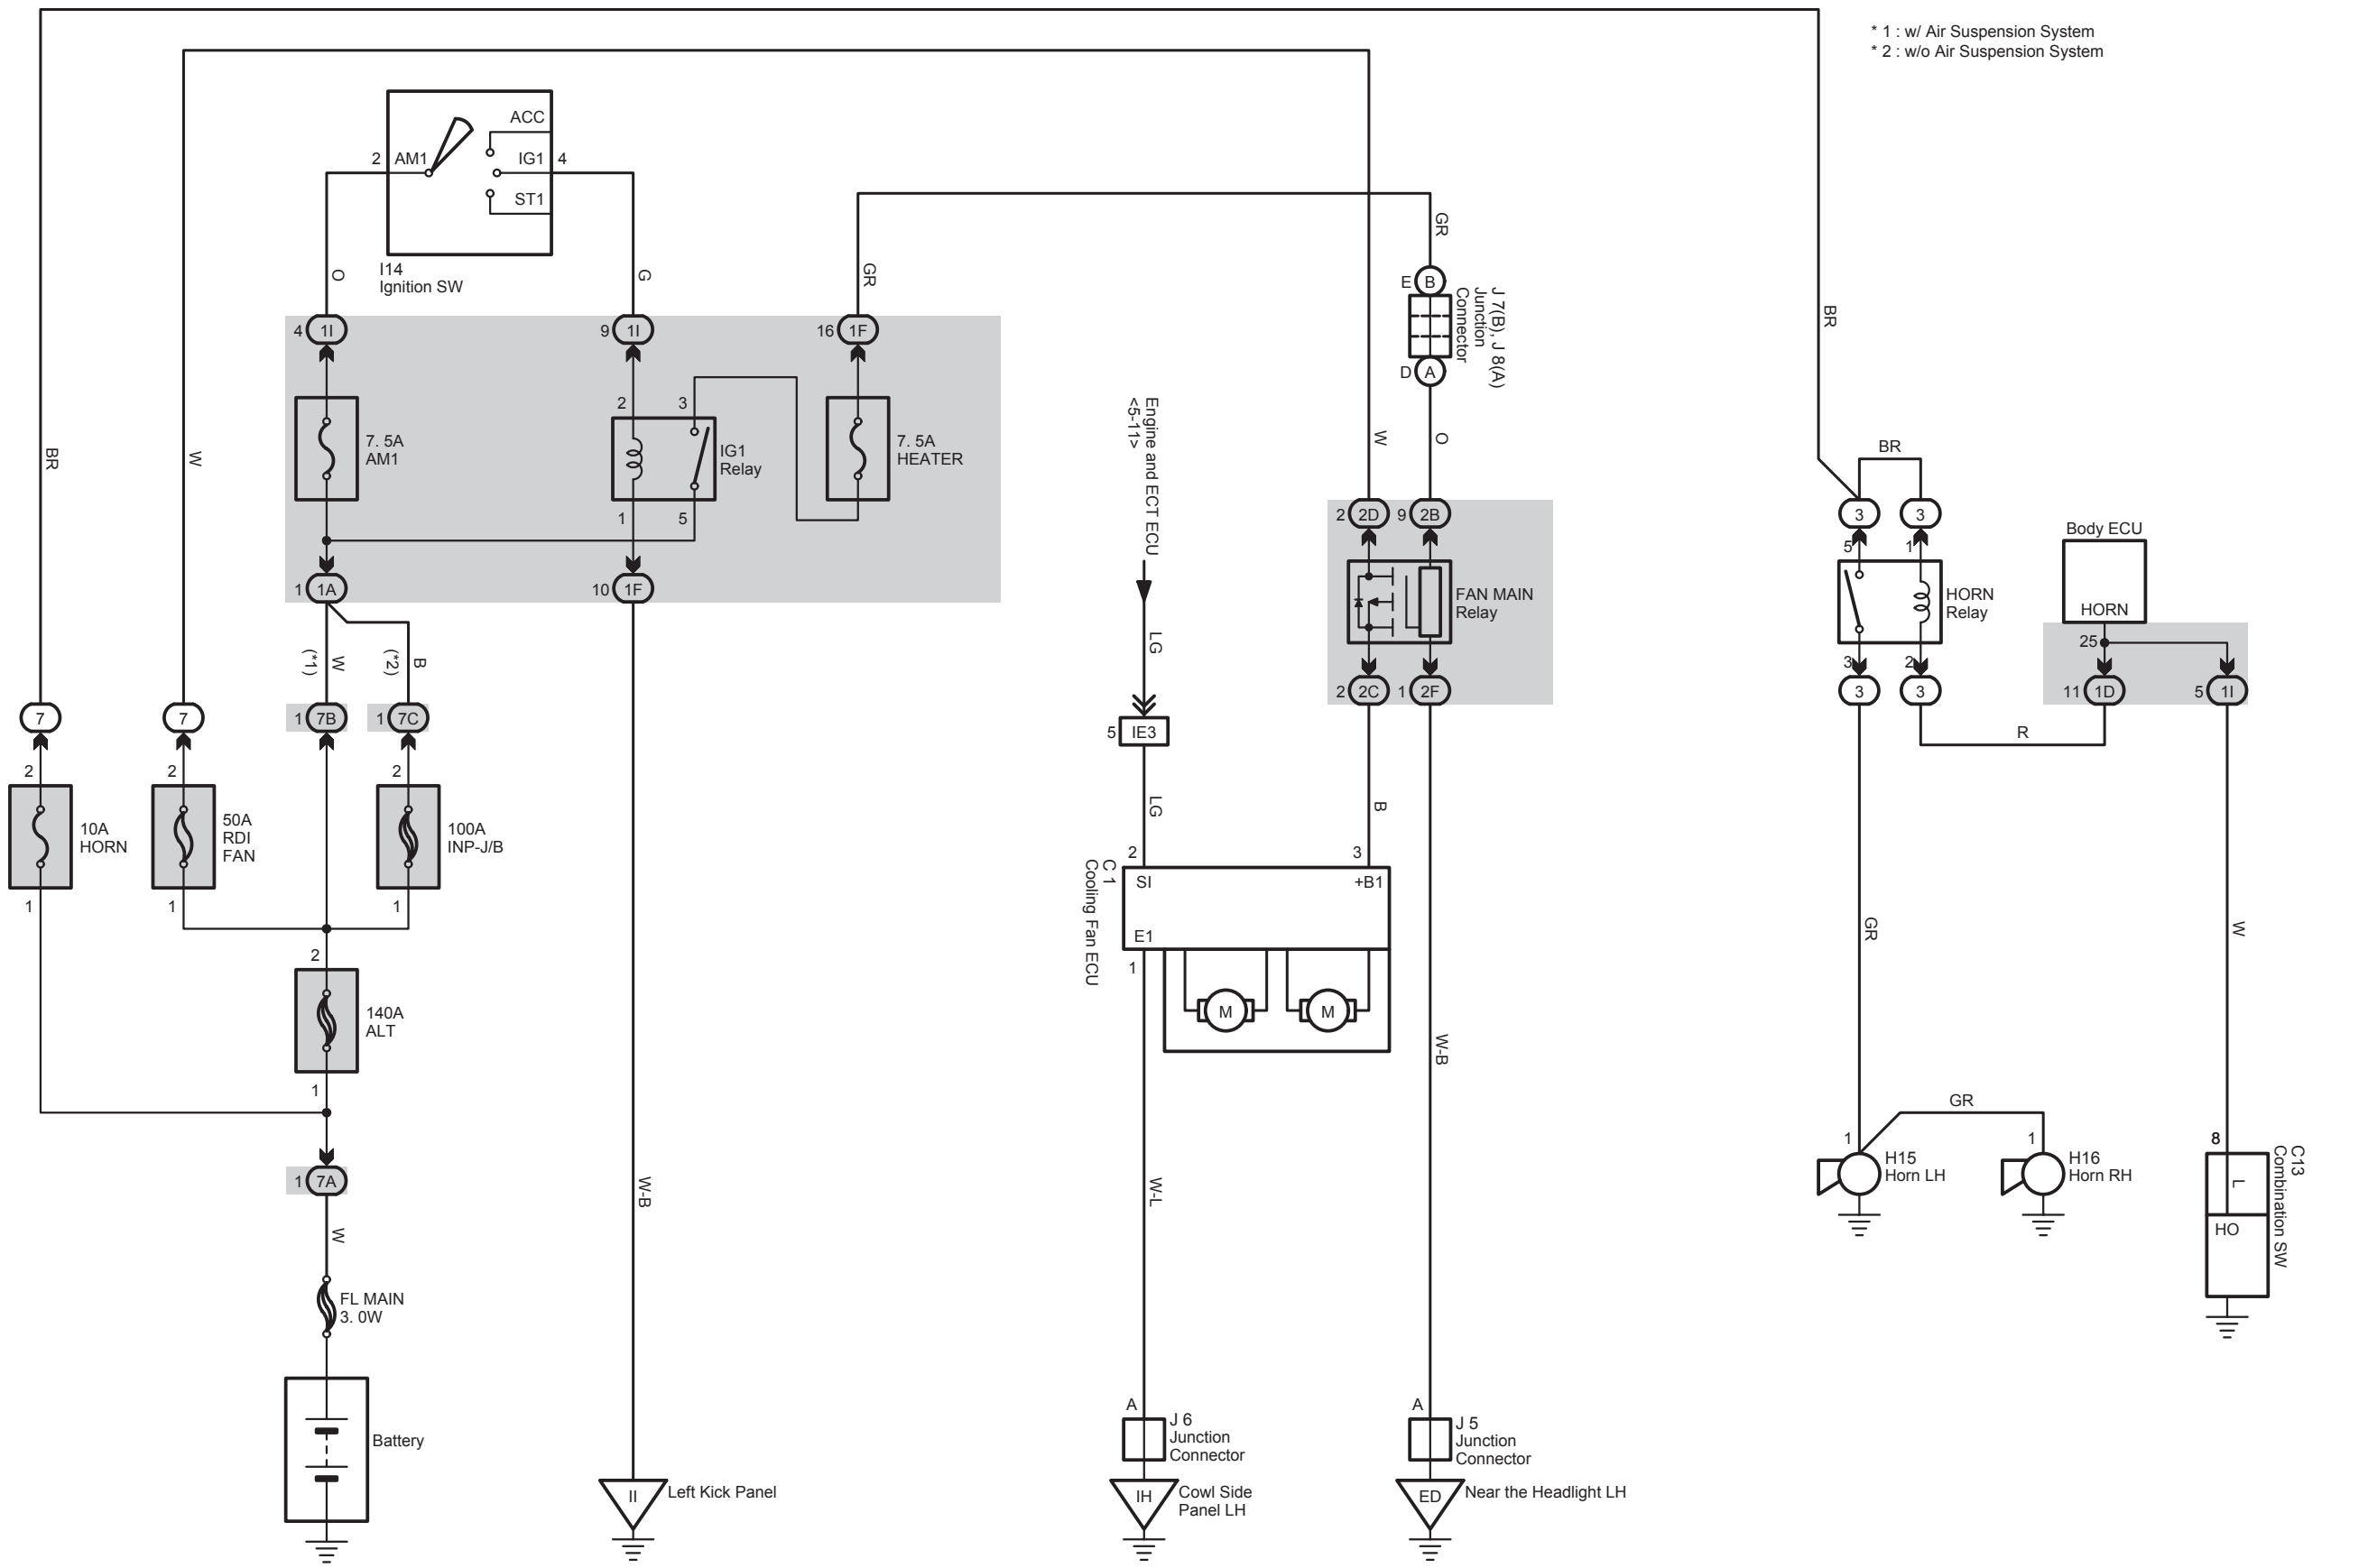 * 1 : w/ Air Suspension System
* 2 : w/o Air Suspension System
ACC
2
AM1
IG1
4
ST1
I14
Ignition SW
O
G
GR
GR
E
B
J 7(B), J 8(A)
Junction
Connector
D
A
BR
4
1I
9
1I
16
1F
2
3
7. 5A
AM1
IG1
Relay
7. 5A
HEATER
1
5
1
1A
10
1F
BR
W
Engine and ECT ECU
<5-11>
W
O
BR
3
3
2
2D
9
2B
5
1
Body ECU
HORN
FAN MAIN
Relay
HORN
Relay
25
3
2
2
2C
1
2F
3
3
11
1D
5
1I
R
(*1)
W
(*2)
B
LG
7
7
1
7B
1
7C
5
IE3
2
2
2
10A
HORN
50A
RDI
FAN
100A
INP-J/B
1
1
1
LG
B
2
3
SI
+B1
E1
1
C 1
Cooling Fan ECU
M
M
GR
W
2
140A
ALT
1
W-B
1
7A
W
W-B
W-L
GR
1
1
8
H15
Horn LH
H16
Horn RH
C13
Combination SW
L
HO
FL MAIN
3. 0W
Battery
A
J 6
Junction
Connector
A
J 5
Junction
Connector
II
Left Kick Panel
IH
Cowl Side
Panel LH
ED
Near the Headlight LH